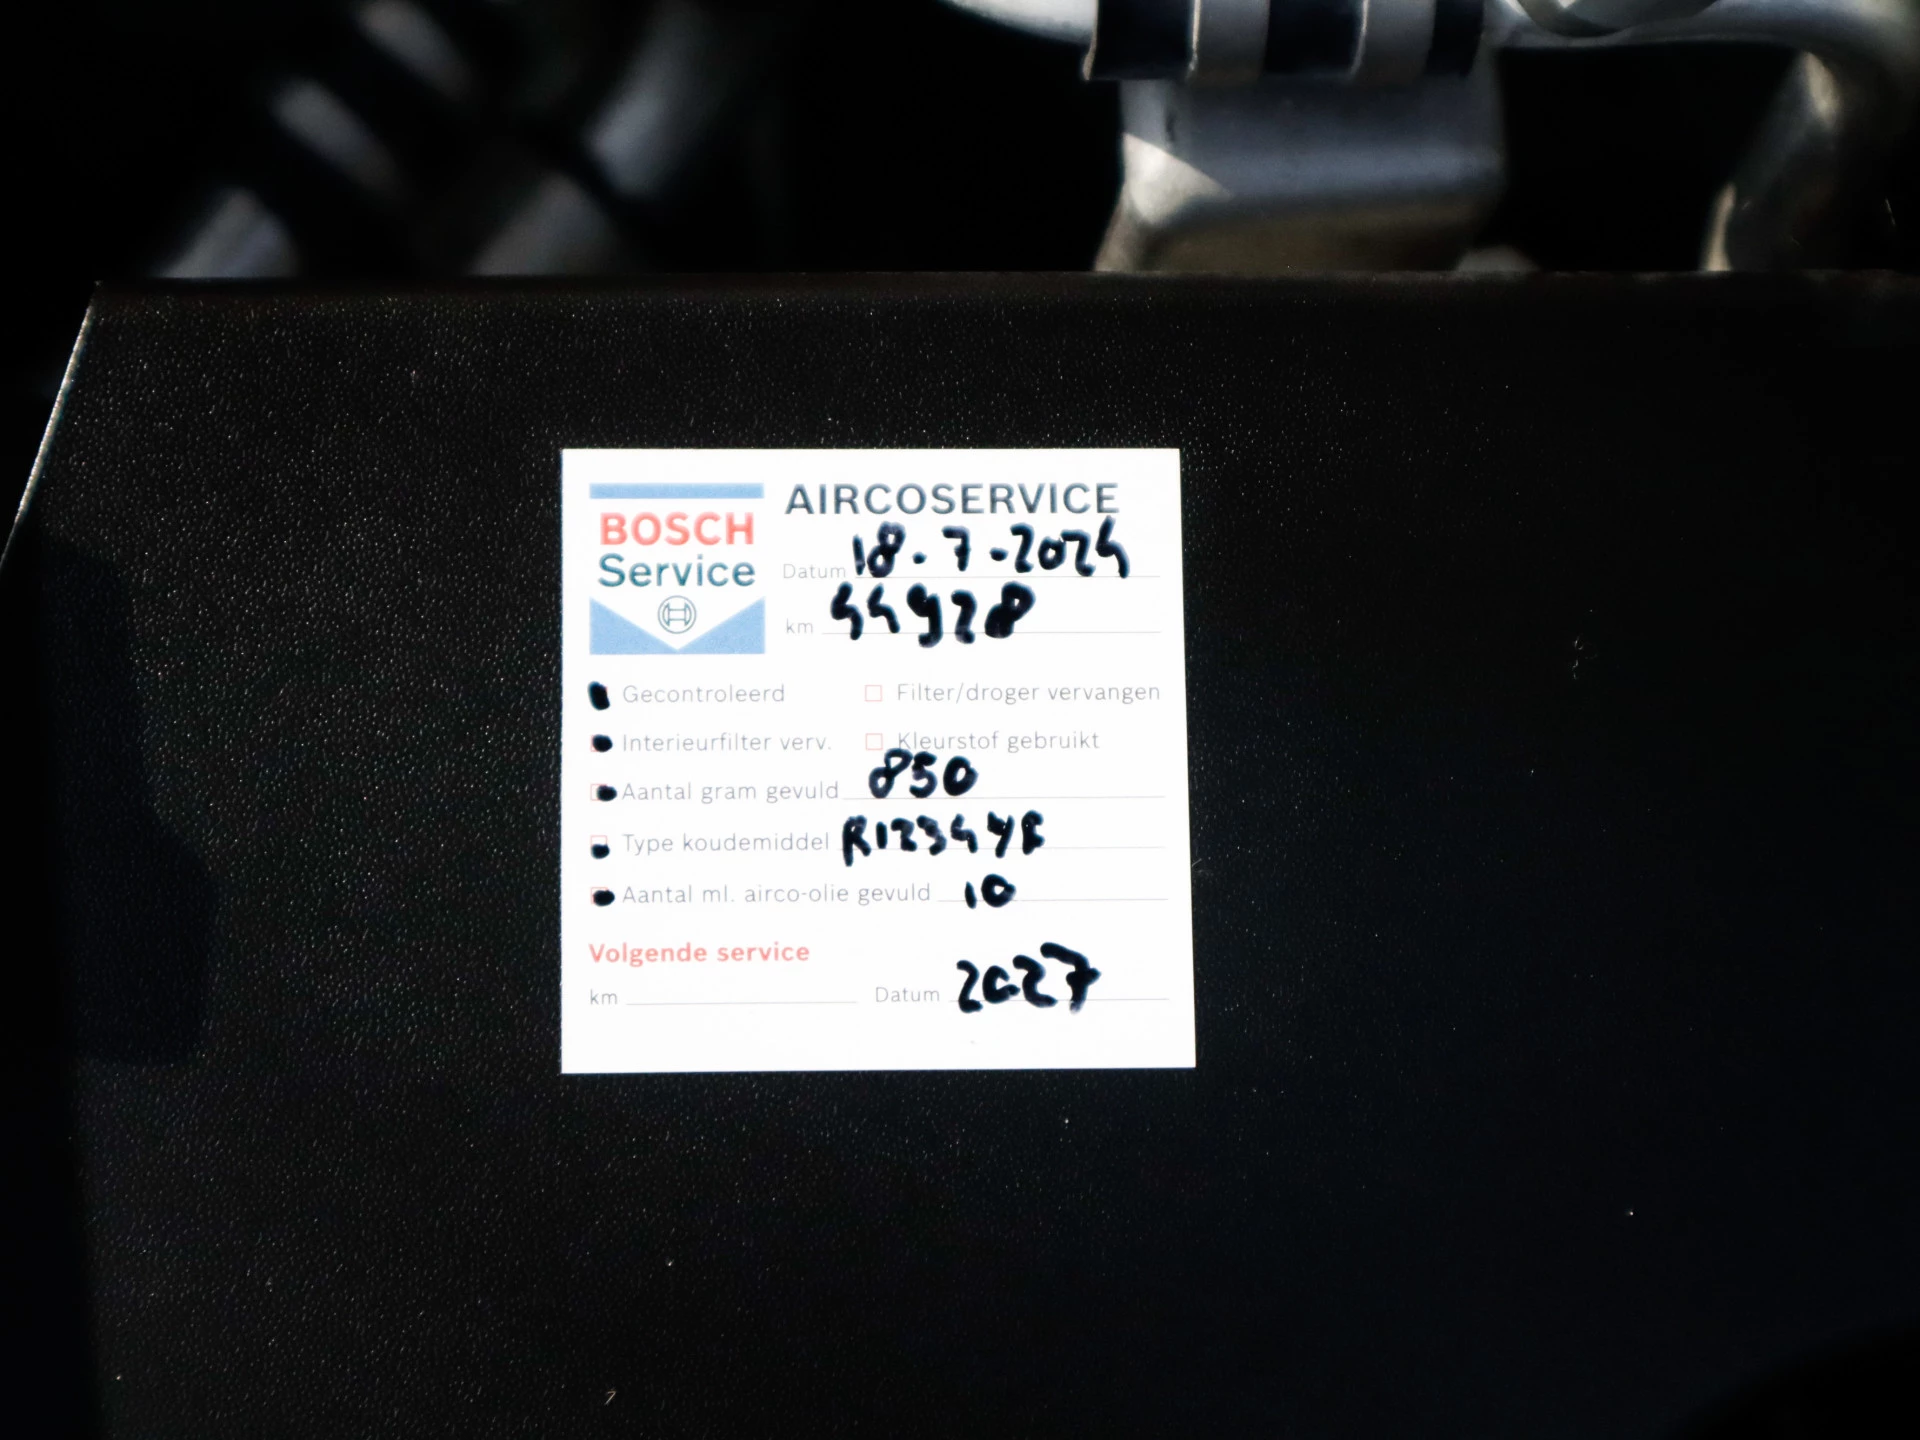 BOSCH
Service
AIRCOSERVICE
Datum 18-7-2024
km 44928
Gecontroleerd
Filter/droger vervangen
Interieurfilter verv.
Kleurstof gebruikt
Aantal gram gevuld 850
Type koudemiddel R1234YF
Aantal ml. airco-olie gevuld 10
Volgende service
km
Datum 2027